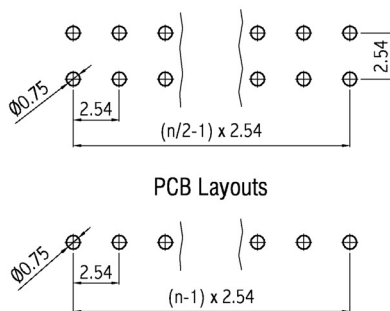 2.54
Ø0.75
2.54
(n/2-1) x 2.54
PCB Layouts
Ø0.75
2.54
(n-1) x 2.54